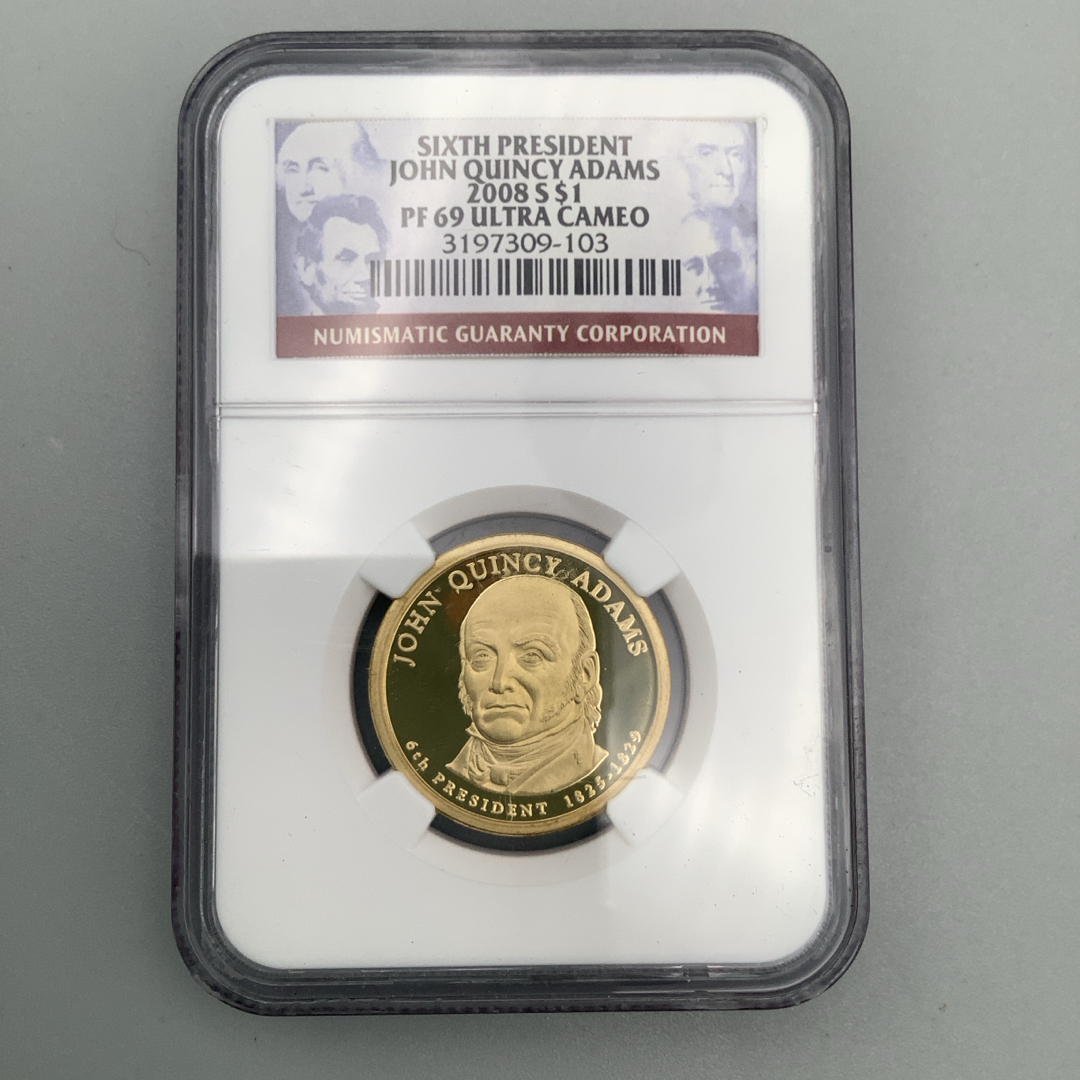 SIXTH PRESIDENT
JOHN QUINCY ADAMS
2008 S $1
PF 69 ULTRA CAMEO
3197309-103
NUMISMATIC GUARANTY CORPORATION
JOHN QUINCY ADAMS
6th PRESIDENT 1825-1829